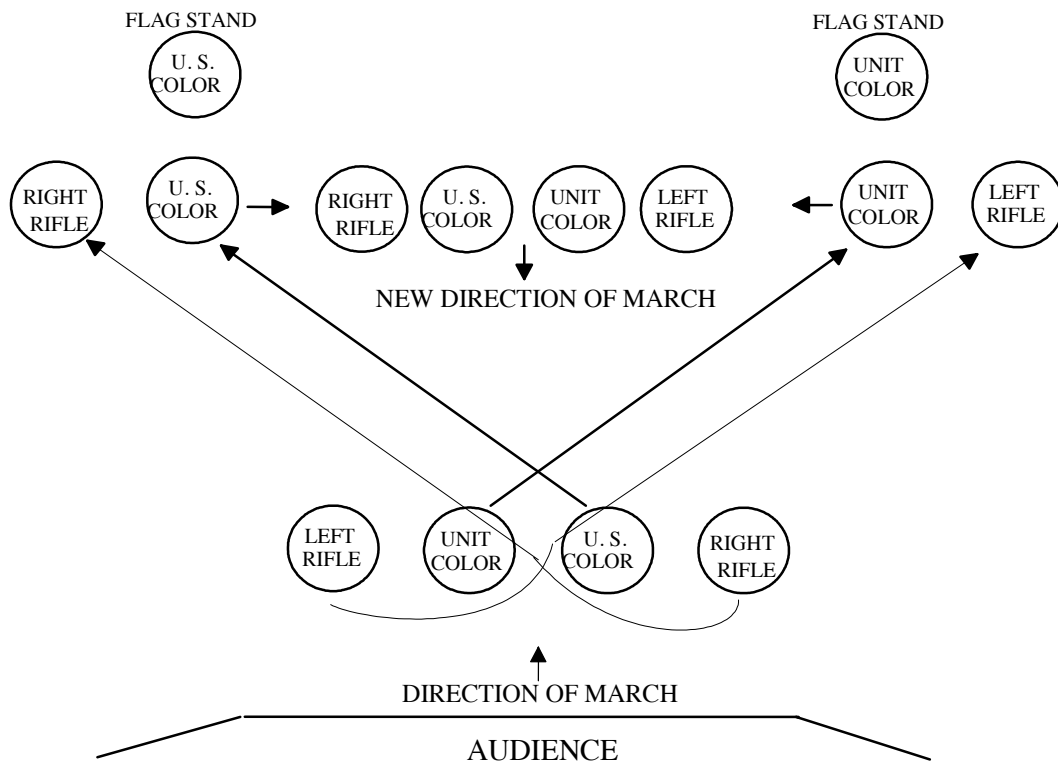 FLAG STAND
FLAG STAND
U. S.
COLOR
UNIT
COLOR
RIGHT
RIFLE
U. S.
COLOR
RIGHT
RIFLE
U. S.
COLOR
UNIT
COLOR
LEFT
RIFLE
UNIT
COLOR
LEFT
RIFLE
NEW DIRECTION OF MARCH
LEFT
RIFLE
UNIT
COLOR
U. S.
COLOR
RIGHT
RIFLE
DIRECTION OF MARCH
AUDIENCE